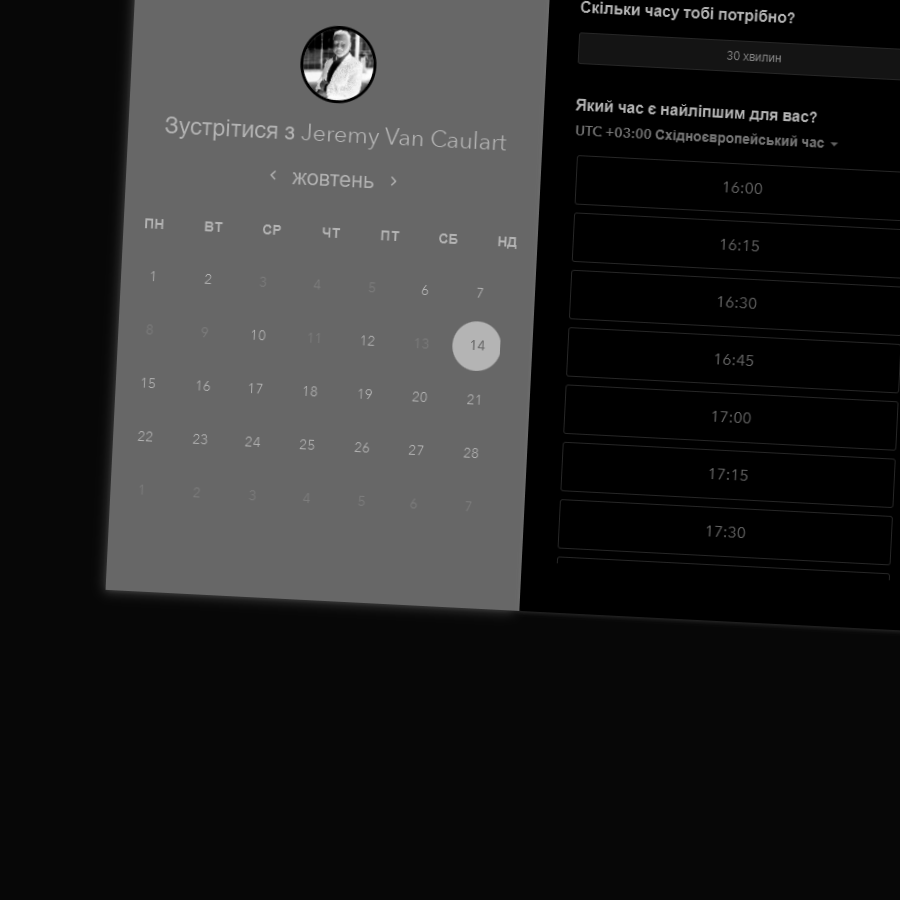 Зустрітися з Jeremy Van Caulart
жовтень
ПН ВТ СР ЧТ ПТ СБ НД
1 2 3 4 5 6 7
8 9 10 11 12 13 14
15 16 17 18 19 20 21
22 23 24 25 26 27 28
1 2 3 4 5 6 7
Скільки часу тобі потрібно?
30 хвилин
Який час є найліпшим для вас?
UTC +03:00 Східноєвропейський час
16:00
16:15
16:30
16:45
17:00
17:15
17:30